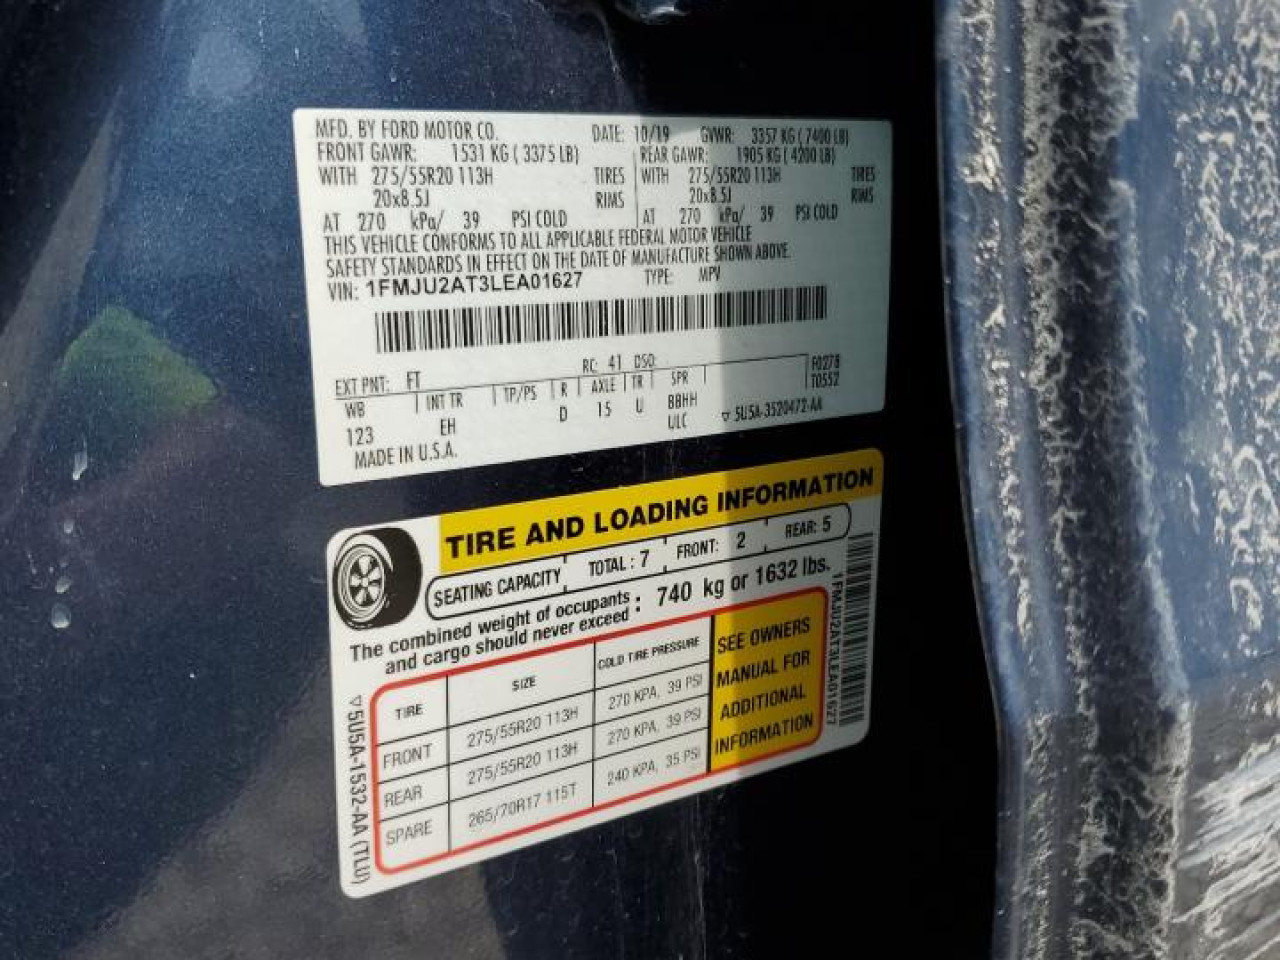 MFD. BY FORD MOTOR CO. DATE: 10/19 GVWR: 3357 KG ( 7400 LB)
FRONT GAWR: 1531 KG ( 3375 LB) REAR GAWR: 1905 KG ( 4200 LB)
WITH 275/55R20 113H TIRES WITH 275/55R20 113H TIRES
20x8.5J RIMS 20x8.5J RIMS
AT 270 kPa/ 39 PSI COLD AT 270 kPa/ 39 PSI COLD
THIS VEHICLE CONFORMS TO ALL APPLICABLE FEDERAL MOTOR VEHICLE
SAFETY STANDARDS IN EFFECT ON THE DATE OF MANUFACTURE SHOWN ABOVE.
VIN: 1FMJU2AT3LEA01627 TYPE: MPV
EXT PNT: FT RC: 41 DSO: F0278
WB INT TR TP/PS R AXLE TR SPR T0552
123 EH D 15 U BBHH
ULC ▽ 5U5A-3520472-AA
MADE IN U.S.A.
TIRE AND LOADING INFORMATION
SEATING CAPACITY TOTAL : 7 FRONT: 2 REAR: 5
The combined weight of occupants and cargo should never exceed : 740 kg or 1632 lbs.
TIRE SIZE COLD TIRE PRESSURE
FRONT 275/55R20 113H 270 KPA, 39 PSI
REAR 275/55R20 113H 270 KPA, 39 PSI
SPARE 265/70R17 115T 240 KPA, 35 PSI
SEE OWNERS
MANUAL FOR
ADDITIONAL
INFORMATION
1FMJU2AT3LEA01627
▽ 5U5A-1532-AA (TLU)